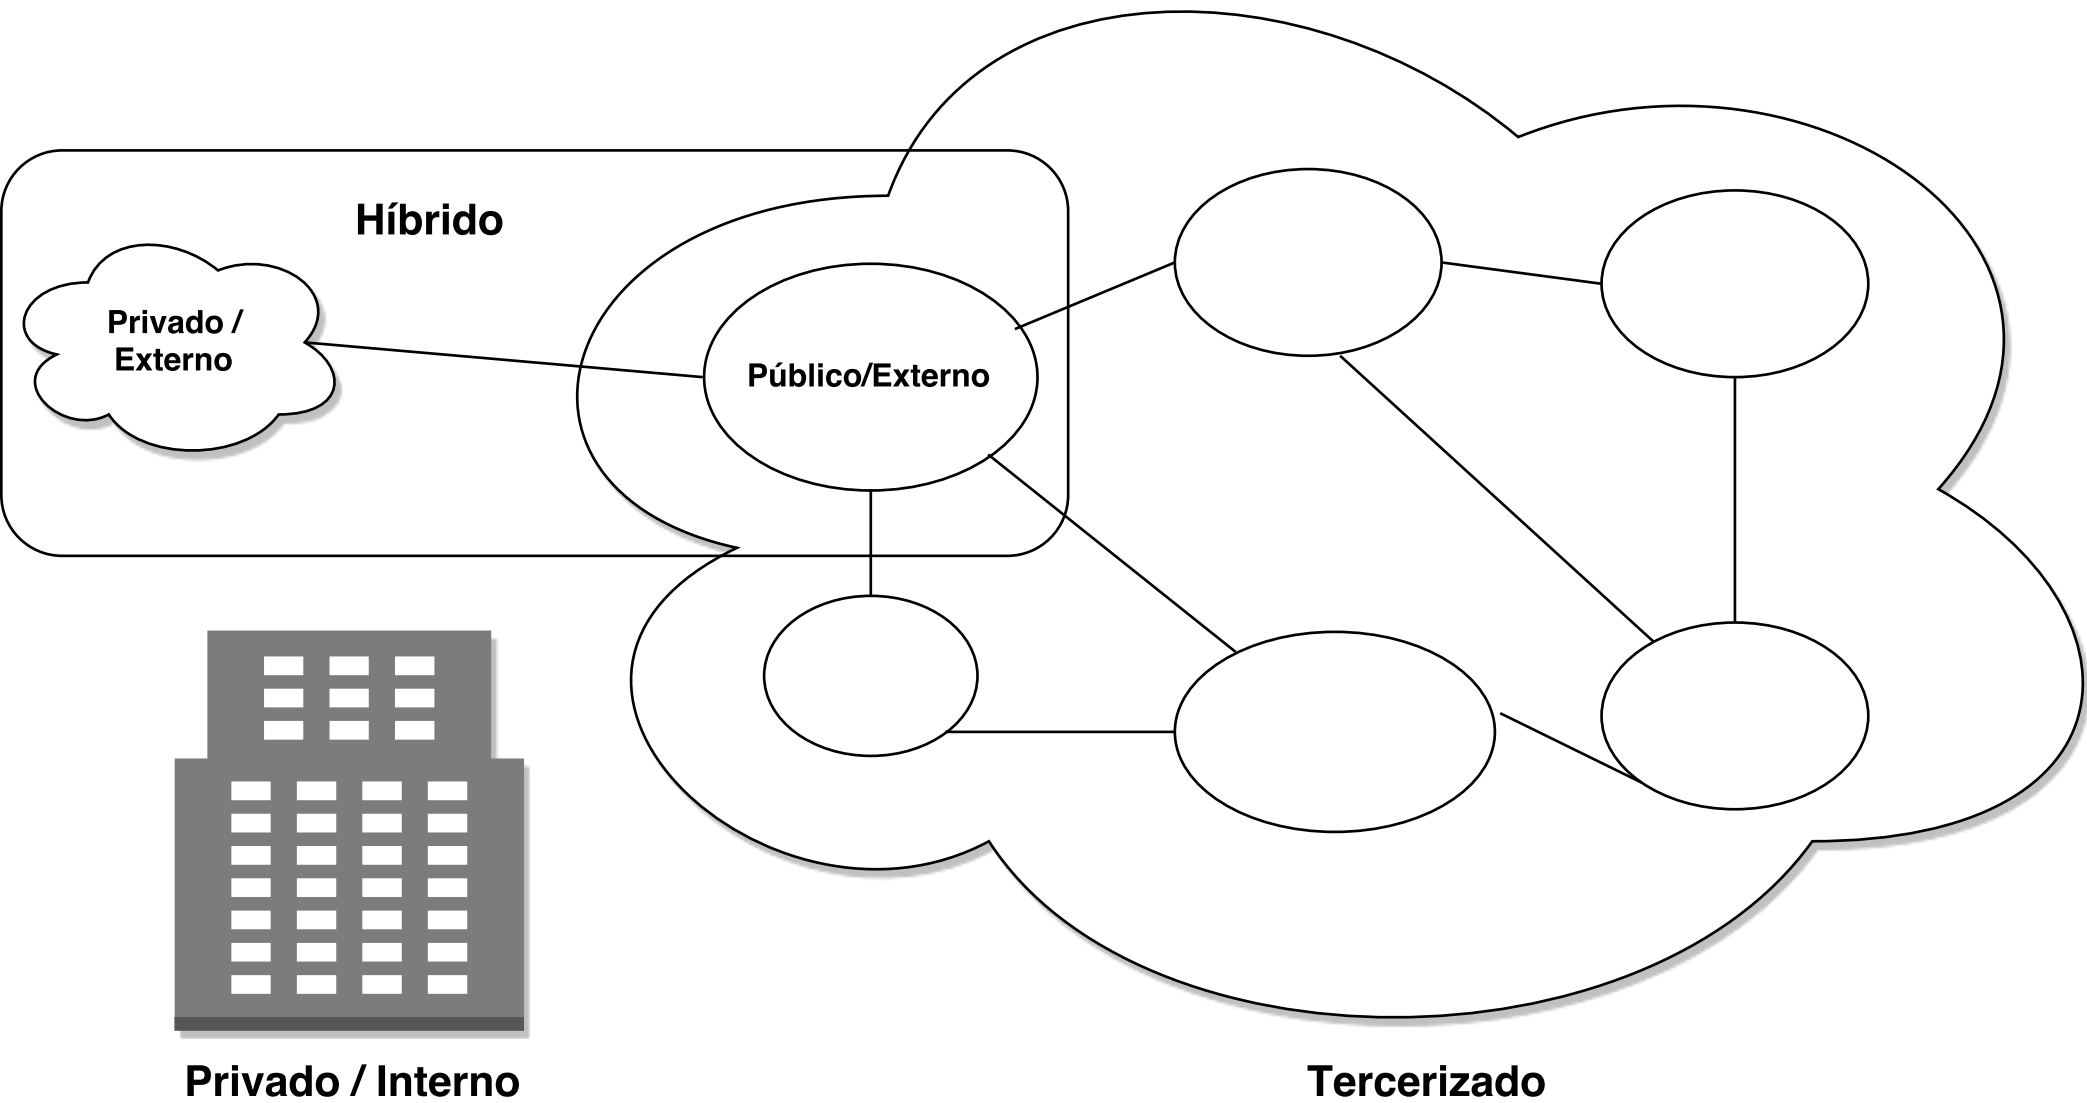 Híbrido
Privado /
Externo
Público/Externo
Privado / Interno
Tercerizado